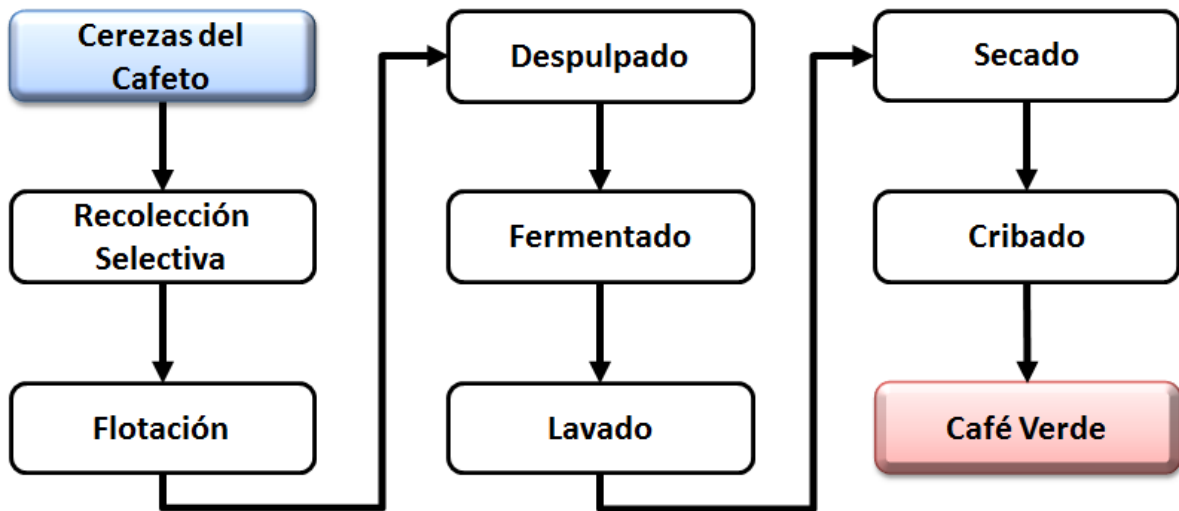 Cerezas del
Cafeto
Recolección
Selectiva
Flotación
Despulpado
Fermentado
Lavado
Secado
Cribado
Café Verde